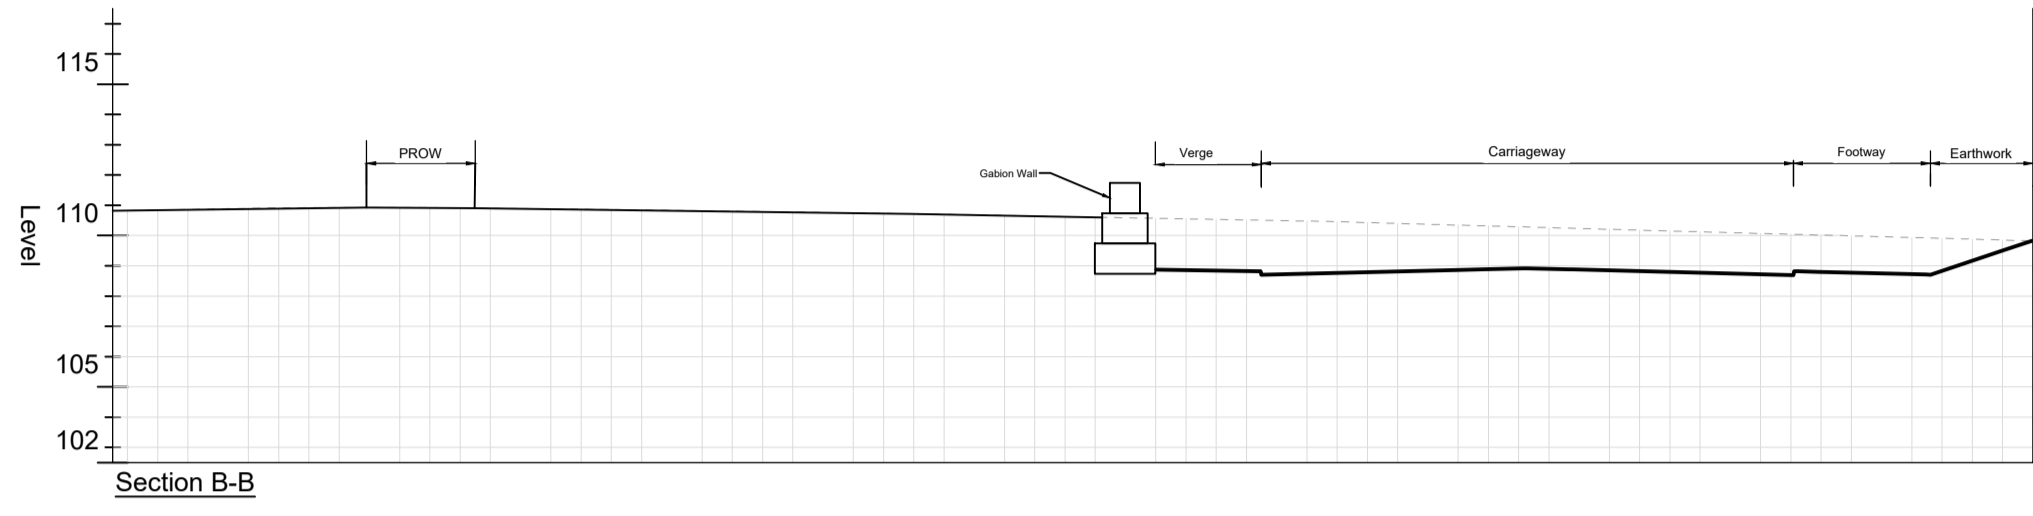 115
PROW
Gabion Wall
Verge
Carriageway
Footway
Earthwork
110
Level
105
102
Section B-B